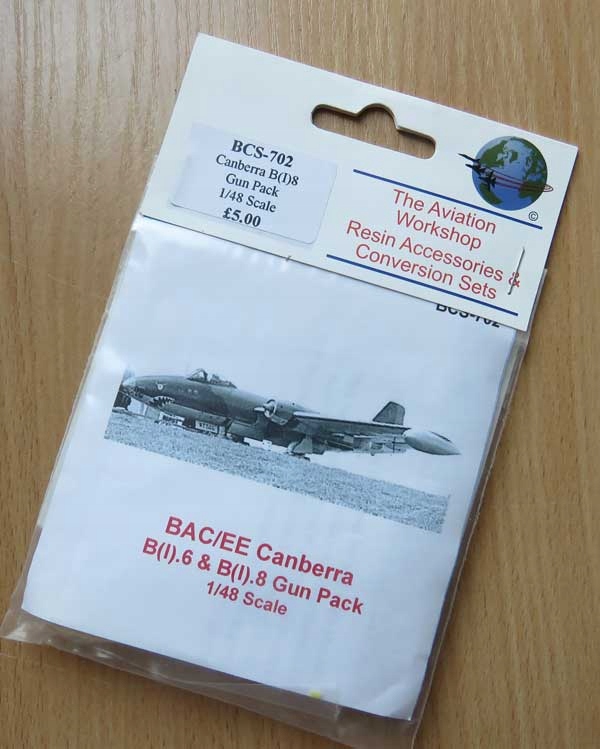 BCS-702
Canberra B(I)8
Gun Pack
1/48 Scale
£5.00
The Aviation
Workshop
Resin Accessories &
Conversion Sets
©
BCS-702
BAC/EE Canberra
B(I).6 & B(I).8 Gun Pack
1/48 Scale